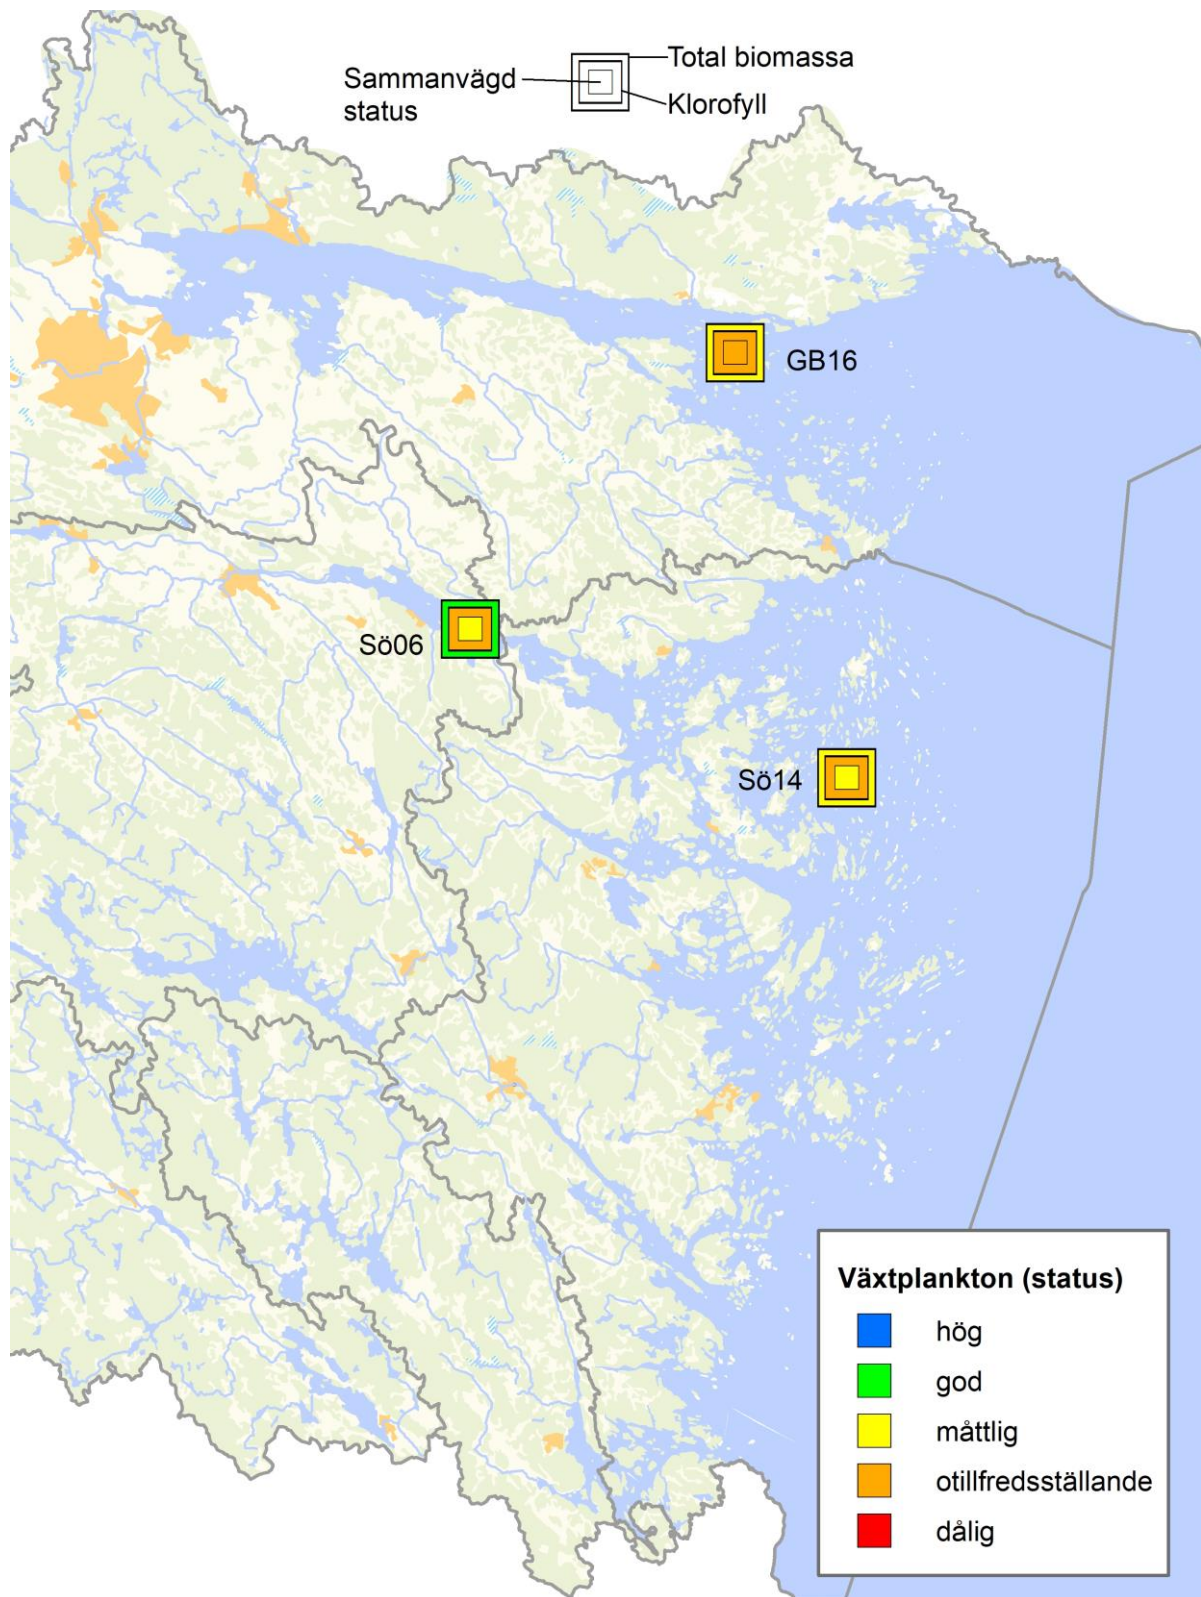 Total biomassa
Sammanvägd
status
Klorofyll
GB16
Sö06
Sö14
Växtplankton (status)
hög
god
måttlig
otillfredsställande
dålig